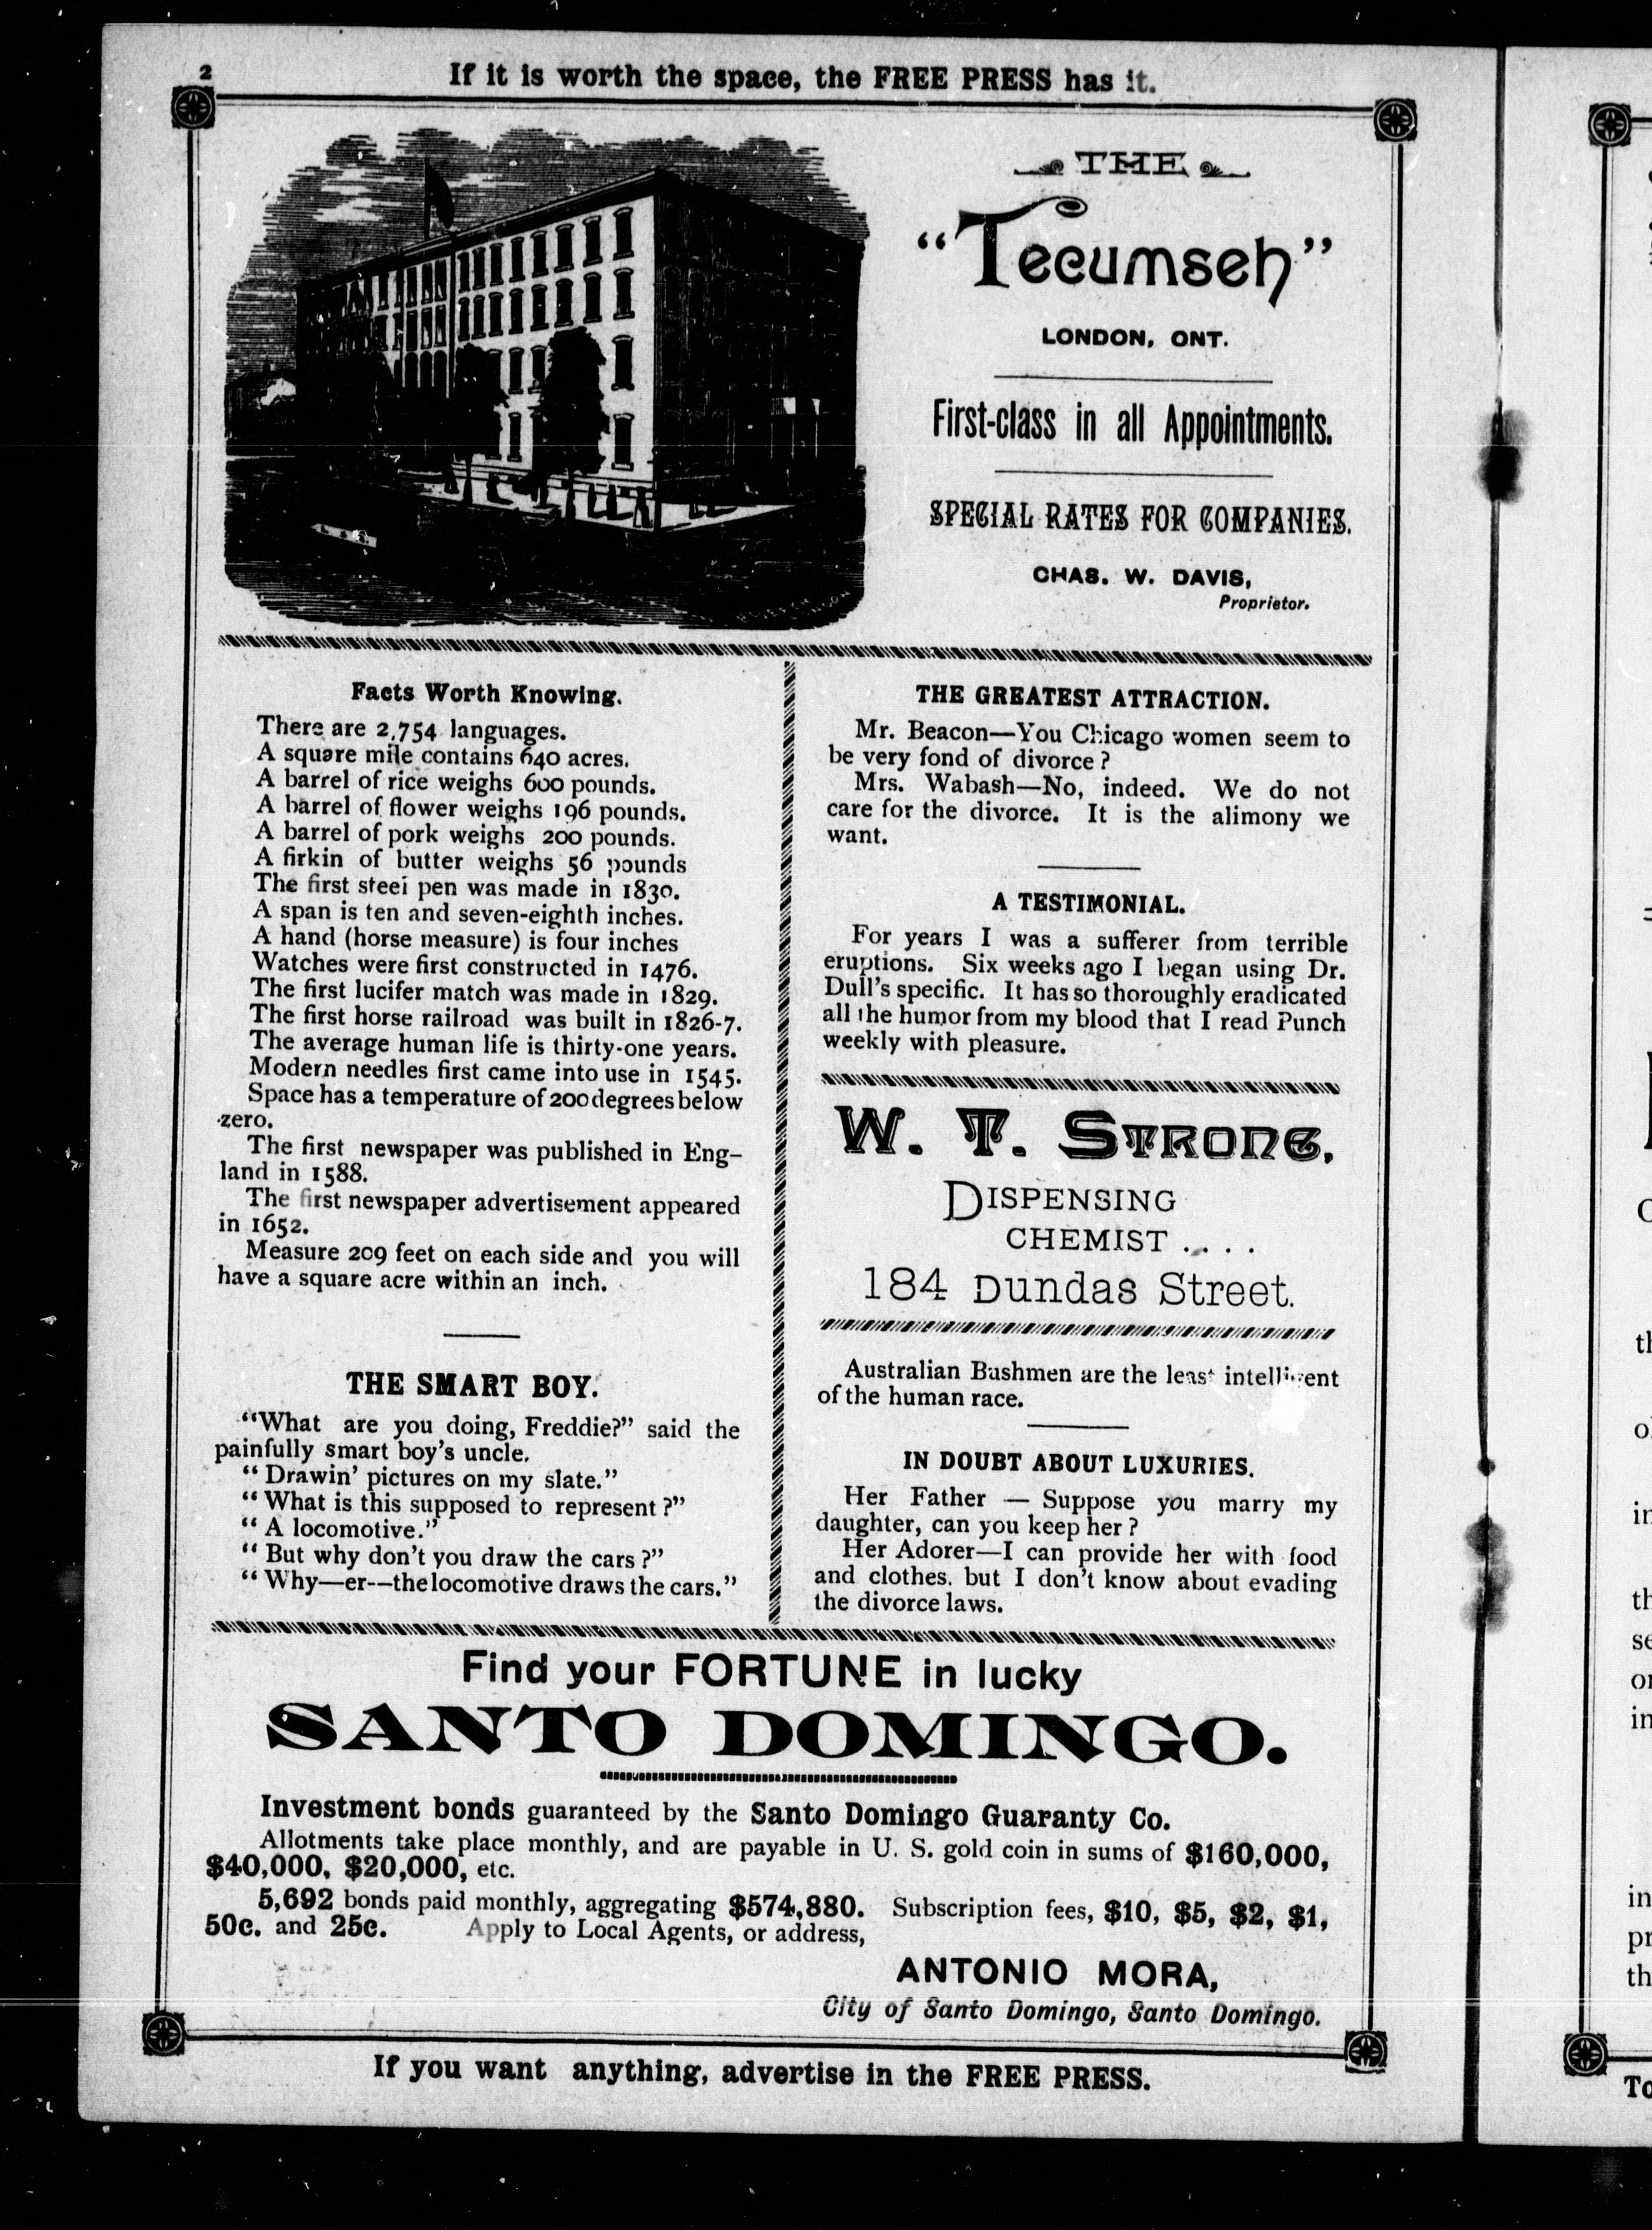 2
If it is worth the space, the FREE PRESS has it.
THE
“Tecumseh”
LONDON, ONT.
First-class in all Appointments.
SPECIAL RATES FOR COMPANIES.
CHAS. W. DAVIS,
Proprietor.
Facts Worth Knowing.
There are 2,754 languages.
A square mile contains 640 acres.
A barrel of rice weighs 600 pounds.
A barrel of flower weighs 196 pounds.
A barrel of pork weighs 200 pounds.
A firkin of butter weighs 56 pounds
The first steel pen was made in 1830.
A span is ten and seven-eighth inches.
A hand (horse measure) is four inches
Watches were first constructed in 1476.
The first lucifer match was made in 1829.
The first horse railroad was built in 1826-7.
The average human life is thirty-one years.
Modern needles first came into use in 1545.
Space has a temperature of 200 degrees below
zero.
The first newspaper was published in Eng-
land in 1588.
The first newspaper advertisement appeared
in 1652.
Measure 209 feet on each side and you will
have a square acre within an inch.
THE SMART BOY.
“What are you doing, Freddie?” said the
painfully smart boy’s uncle.
“ Drawin’ pictures on my slate.”
“ What is this supposed to represent ?”
“ A locomotive.”
“ But why don’t you draw the cars ?”
“ Why—er—the locomotive draws the cars.”
THE GREATEST ATTRACTION.
Mr. Beacon—You Chicago women seem to
be very fond of divorce ?
Mrs. Wabash—No, indeed. We do not
care for the divorce. It is the alimony we
want.
A TESTIMONIAL.
For years I was a sufferer from terrible
eruptions. Six weeks ago I began using Dr.
Dull’s specific. It has so thoroughly eradicated
all the humor from my blood that I read Punch
weekly with pleasure.
W. T. STRONG,
DISPENSING
CHEMIST . . . .
184 Dundas Street.
Australian Bushmen are the least intelligent
of the human race.
IN DOUBT ABOUT LUXURIES.
Her Father — Suppose you marry my
daughter, can you keep her ?
Her Adorer—I can provide her with food
and clothes, but I don’t know about evading
the divorce laws.
Find your FORTUNE in lucky
SANTO DOMINGO.
Investment bonds guaranteed by the Santo Domingo Guaranty Co.
Allotments take place monthly, and are payable in U. S. gold coin in sums of $160,000,
$40,000, $20,000, etc.
5,692 bonds paid monthly, aggregating $574,880. Subscription fees, $10, $5, $2, $1,
50c. and 25c. Apply to Local Agents, or address,
ANTONIO MORA,
City of Santo Domingo, Santo Domingo.
If you want anything, advertise in the FREE PRESS.